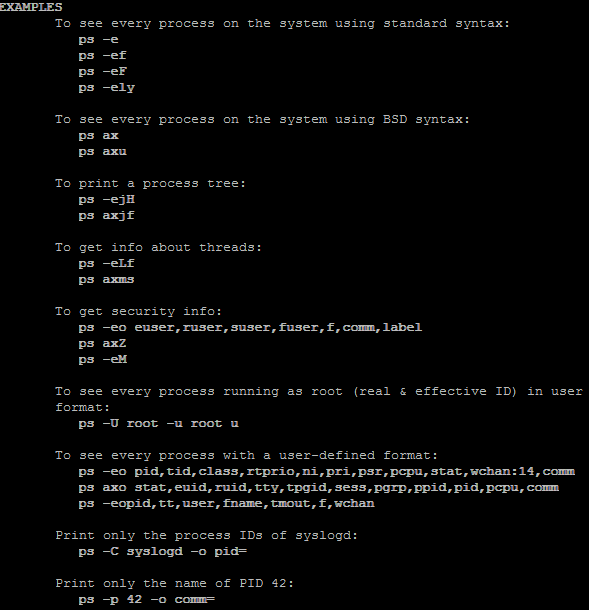 EXAMPLES
To see every process on the system using standard syntax:
ps -e
ps -ef
ps -eF
ps -ely
To see every process on the system using BSD syntax:
ps ax
ps axu
To print a process tree:
ps -ejH
ps axjf
To get info about threads:
ps -eLf
ps axms
To get security info:
ps -eo euser,ruser,suser,fuser,f,comm,label
ps axZ
ps -eM
To see every process running as root (real & effective ID) in user
format:
ps -U root -u root u
To see every process with a user-defined format:
ps -eo pid,tid,class,rtprio,ni,pri,psr,pcpu,stat,wchan:14,comm
ps axo stat,euid,ruid,tty,tpgid,sess,pgrp,ppid,pid,pcpu,comm
ps -eopid,tt,user,fname,tmout,f,wchan
Print only the process IDs of syslogd:
ps -C syslogd -o pid=
Print only the name of PID 42:
ps -p 42 -o comm=